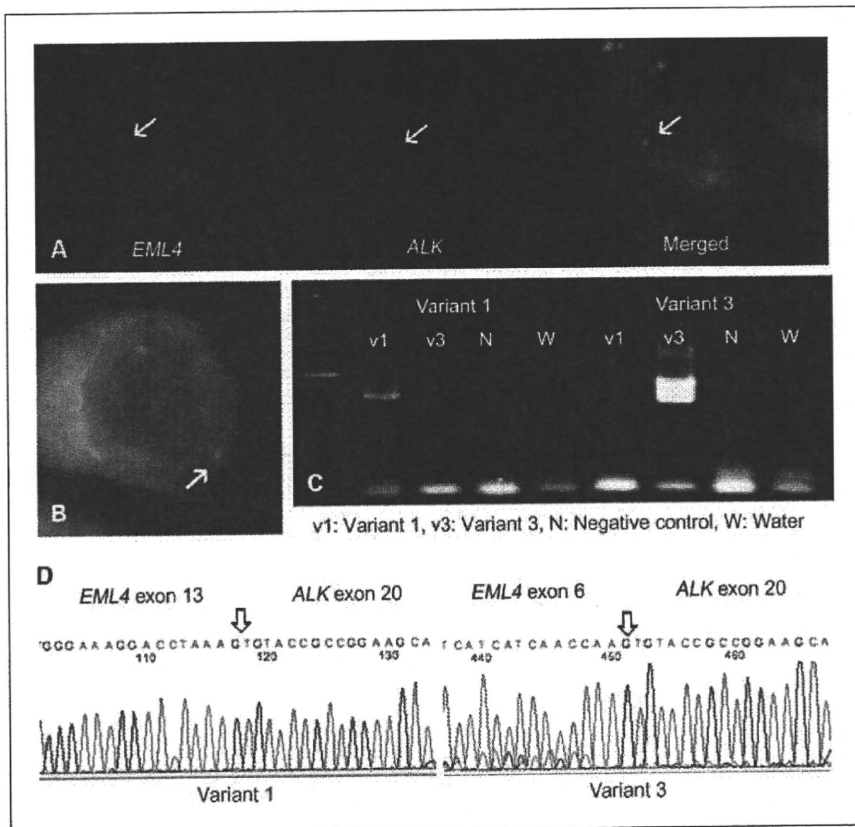 A EML4 ALK Merged
B
C
Variant 1 Variant 3
v1 v3 N W v1 v3 N W
v1: Variant 1, v3: Variant 3, N: Negative control, W: Water
D
EML4 exon 13 ALK exon 20 EML4 exon 6 ALK exon 20
TGGGAAAGGACCTAAAGTGTACCGCCGGAAGCA TCATCATCAACCAAGTGTACCGCCGGAAGCA
110 120 130 440 450 460
Variant 1 Variant 3